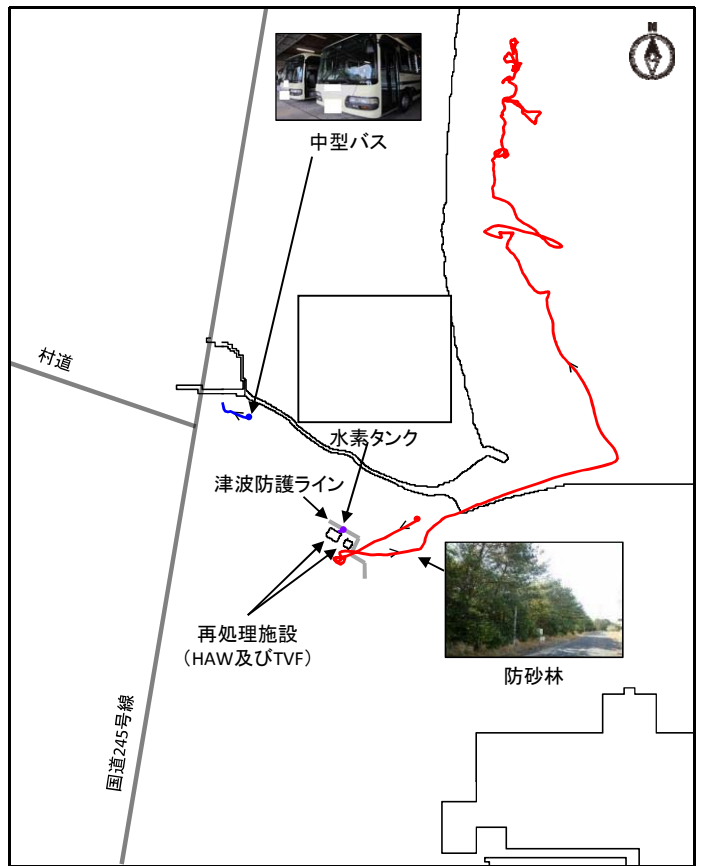 N
中型バス
村道
水素タンク
津波防護ライン
再処理施設
（HAW及びTVF）
防砂林
国道245号線